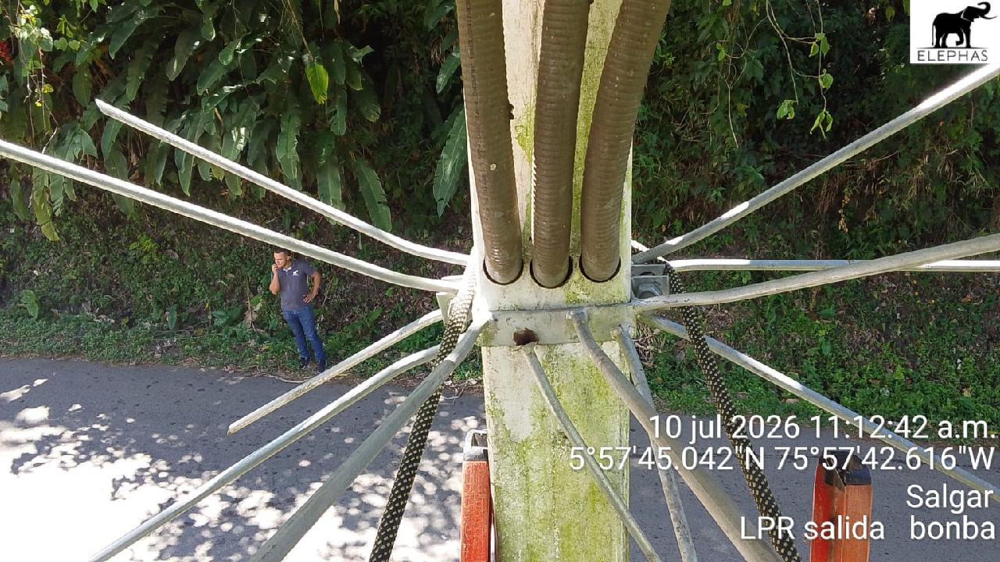 ELEPHAS
10 jul 2026 11:12:42 a.m.
5°57'45.042"N 75°57'42.616"W
Salgar
LPR salida bonba